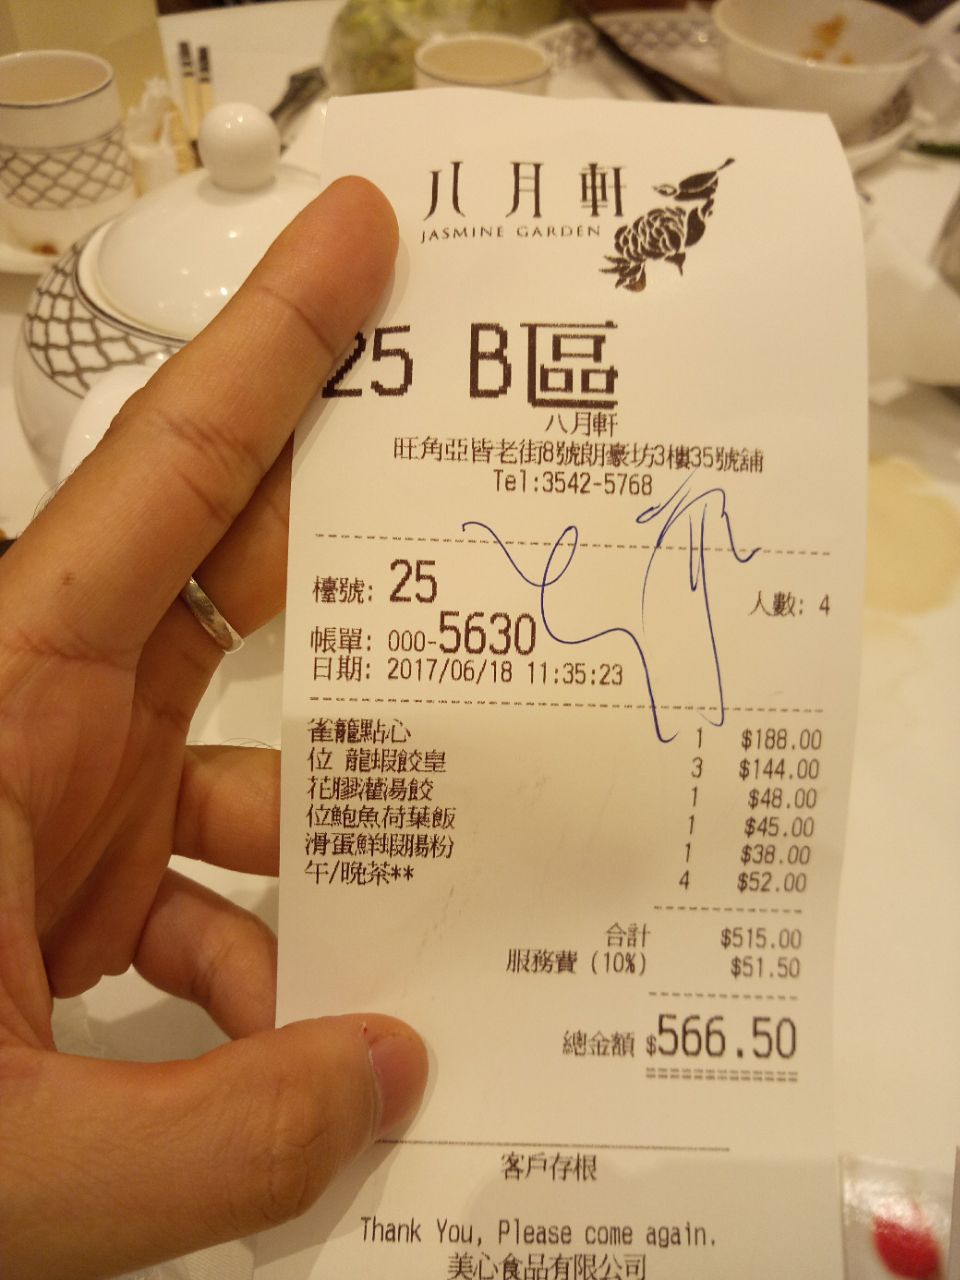 八月軒
JASMINE GARDEN
25 B區
八月軒
旺角亞皆老街8號朗豪坊3樓35號舖
Tel:3542-5768
檯號: 25 人數: 4
帳單: 000-5630
日期: 2017/06/18 11:35:23
雀籠點心 1 $188.00
位 龍蝦餃皇 3 $144.00
花膠灌湯餃 1 $48.00
位鮑魚荷葉飯 1 $45.00
滑蛋鮮蝦腸粉 1 $38.00
午/晚茶** 4 $52.00
合計 $515.00
服務費 (10%) $51.50
總金額 $566.50
客戶存根
Thank You, Please come again.
美心食品有限公司